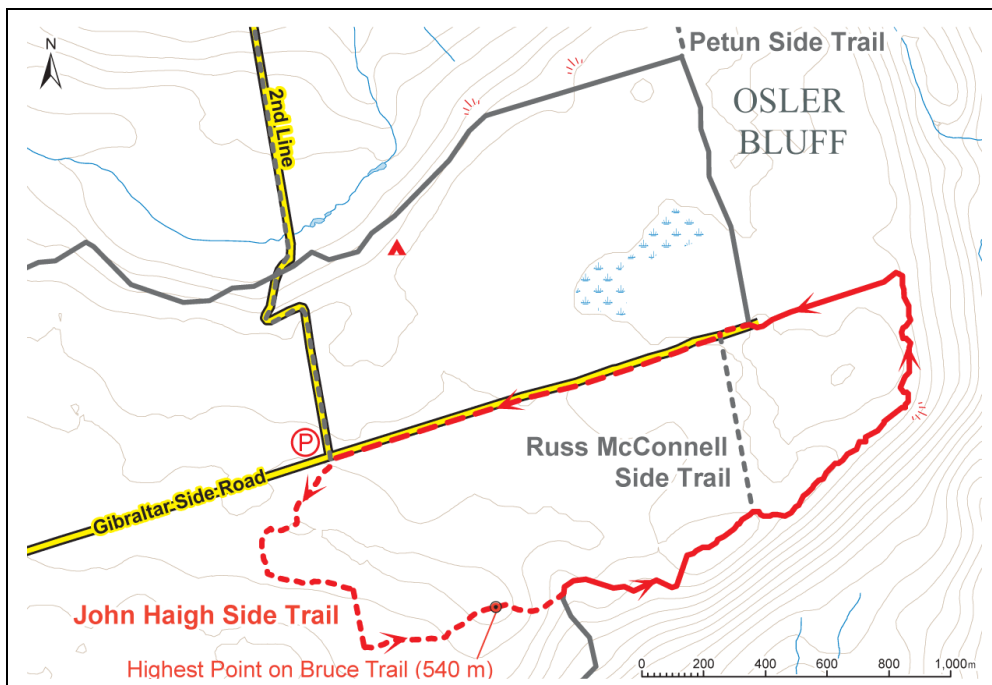 N
Petun Side Trail
OSLER
BLUFF
2nd Line
P
Russ McConnell
Side Trail
Gibraltar Side Road
John Haigh Side Trail
Highest Point on Bruce Trail (540 m)
0 200 400 600 800 1,000m